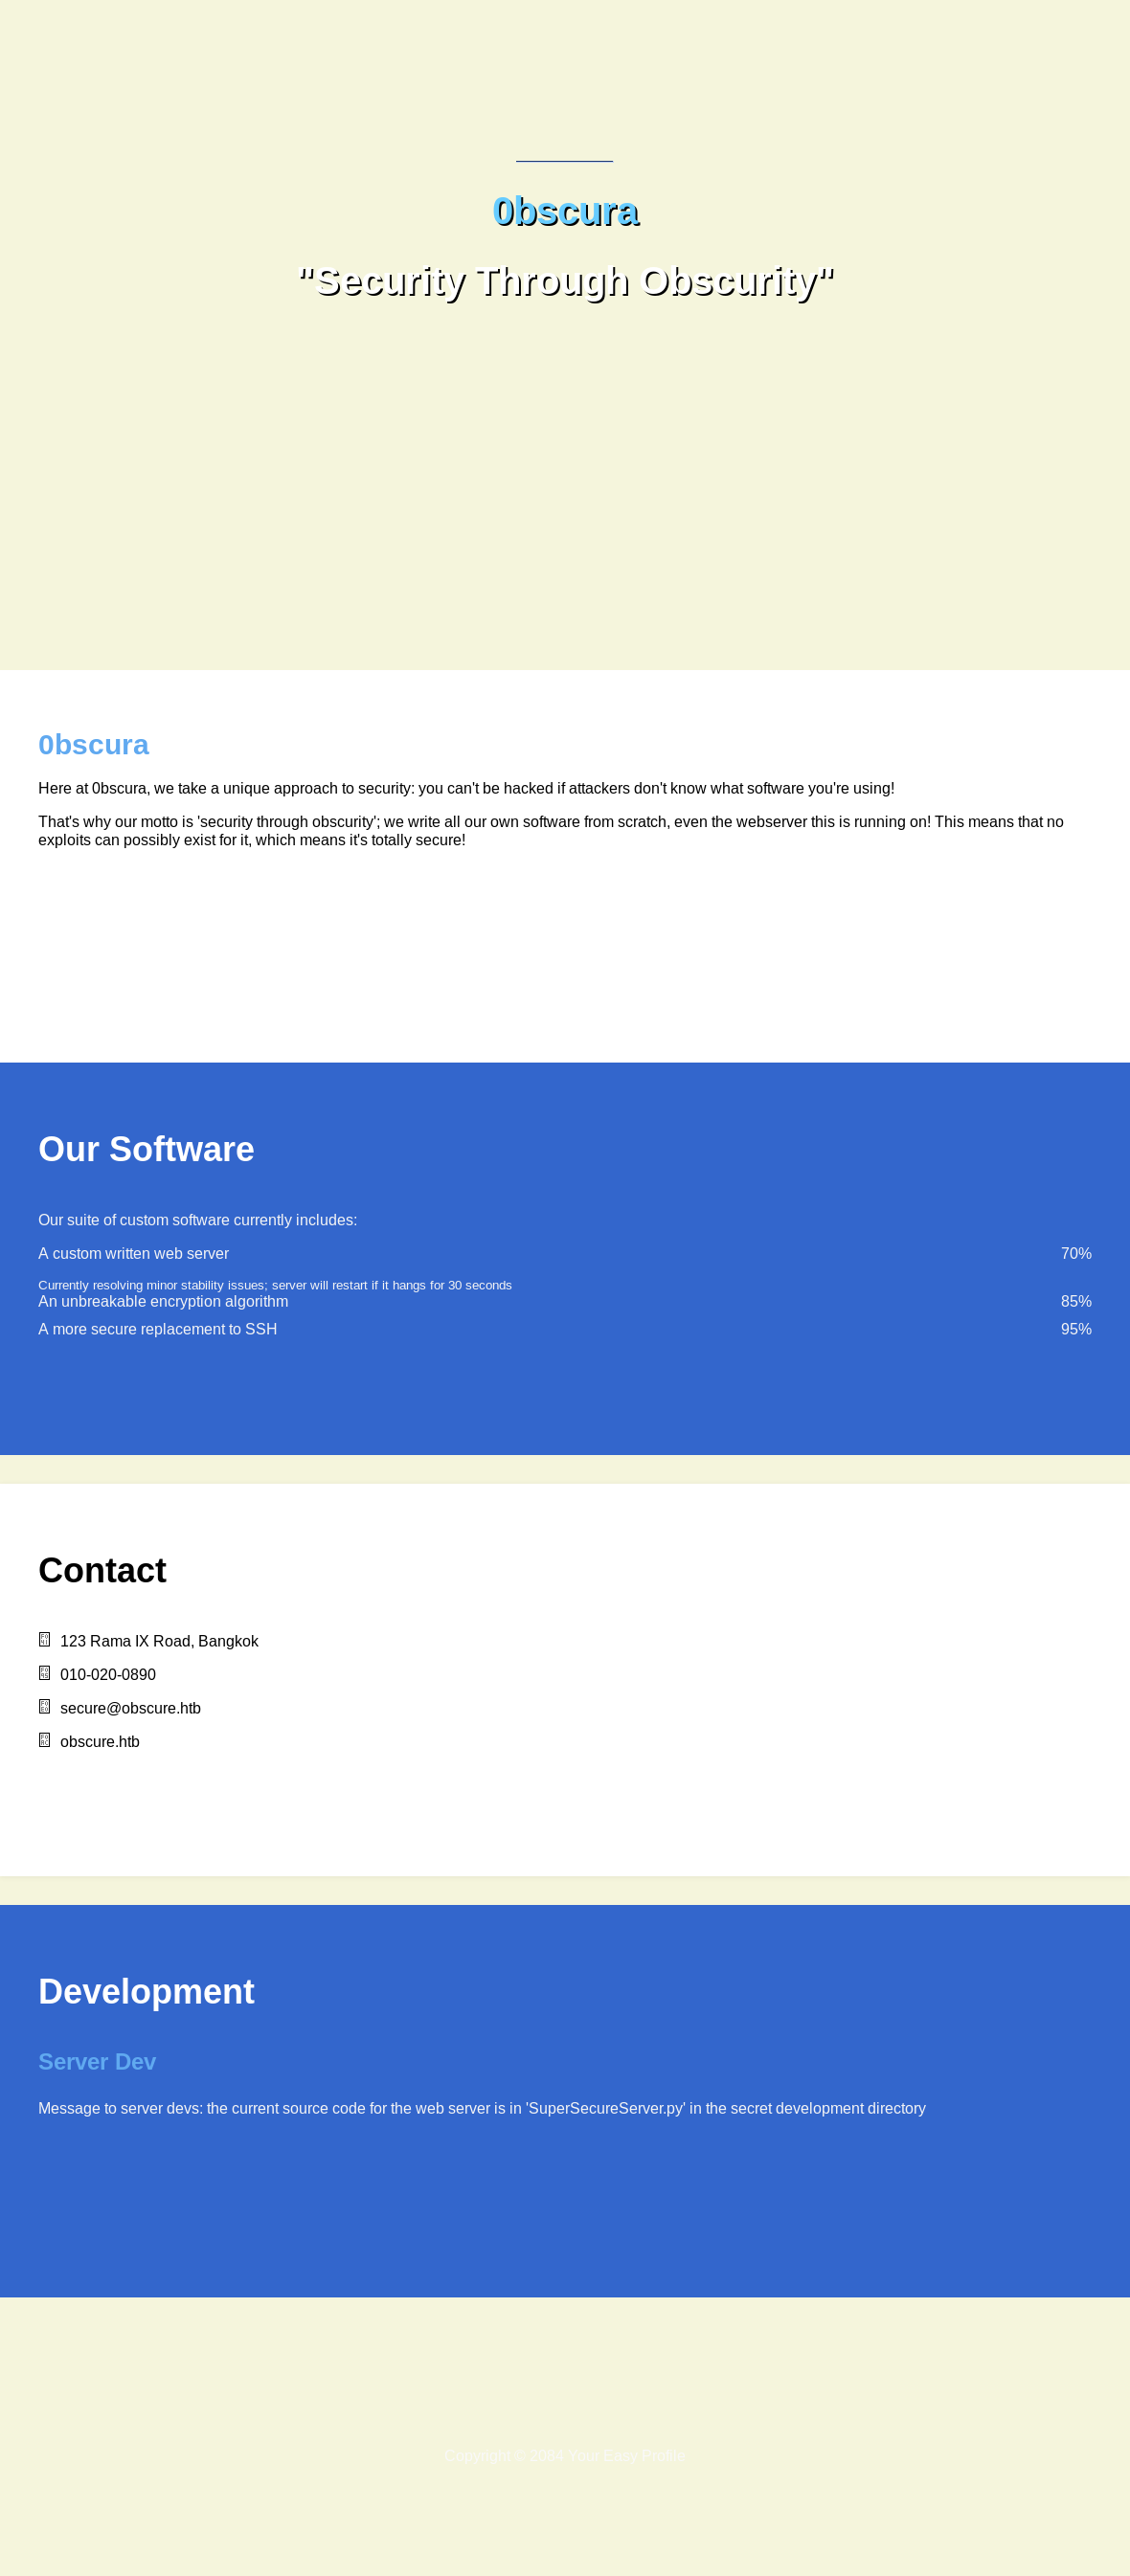 0bscura
"Security Through Obscurity"
0bscura
Here at 0bscura, we take a unique approach to security: you can't be hacked if attackers don't know what software you're using!
That's why our motto is 'security through obscurity'; we write all our own software from scratch, even the webserver this is running on! This means that no
exploits can possibly exist for it, which means it's totally secure!
Our Software
Our suite of custom software currently includes:
A custom written web server 70%
Currently resolving minor stability issues; server will restart if it hangs for 30 seconds
An unbreakable encryption algorithm 85%
A more secure replacement to SSH 95%
Contact
123 Rama IX Road, Bangkok
010-020-0890
secure@obscure.htb
obscure.htb
Development
Server Dev
Message to server devs: the current source code for the web server is in 'SuperSecureServer.py' in the secret development directory
Copyright © 2084 Your Easy Profile